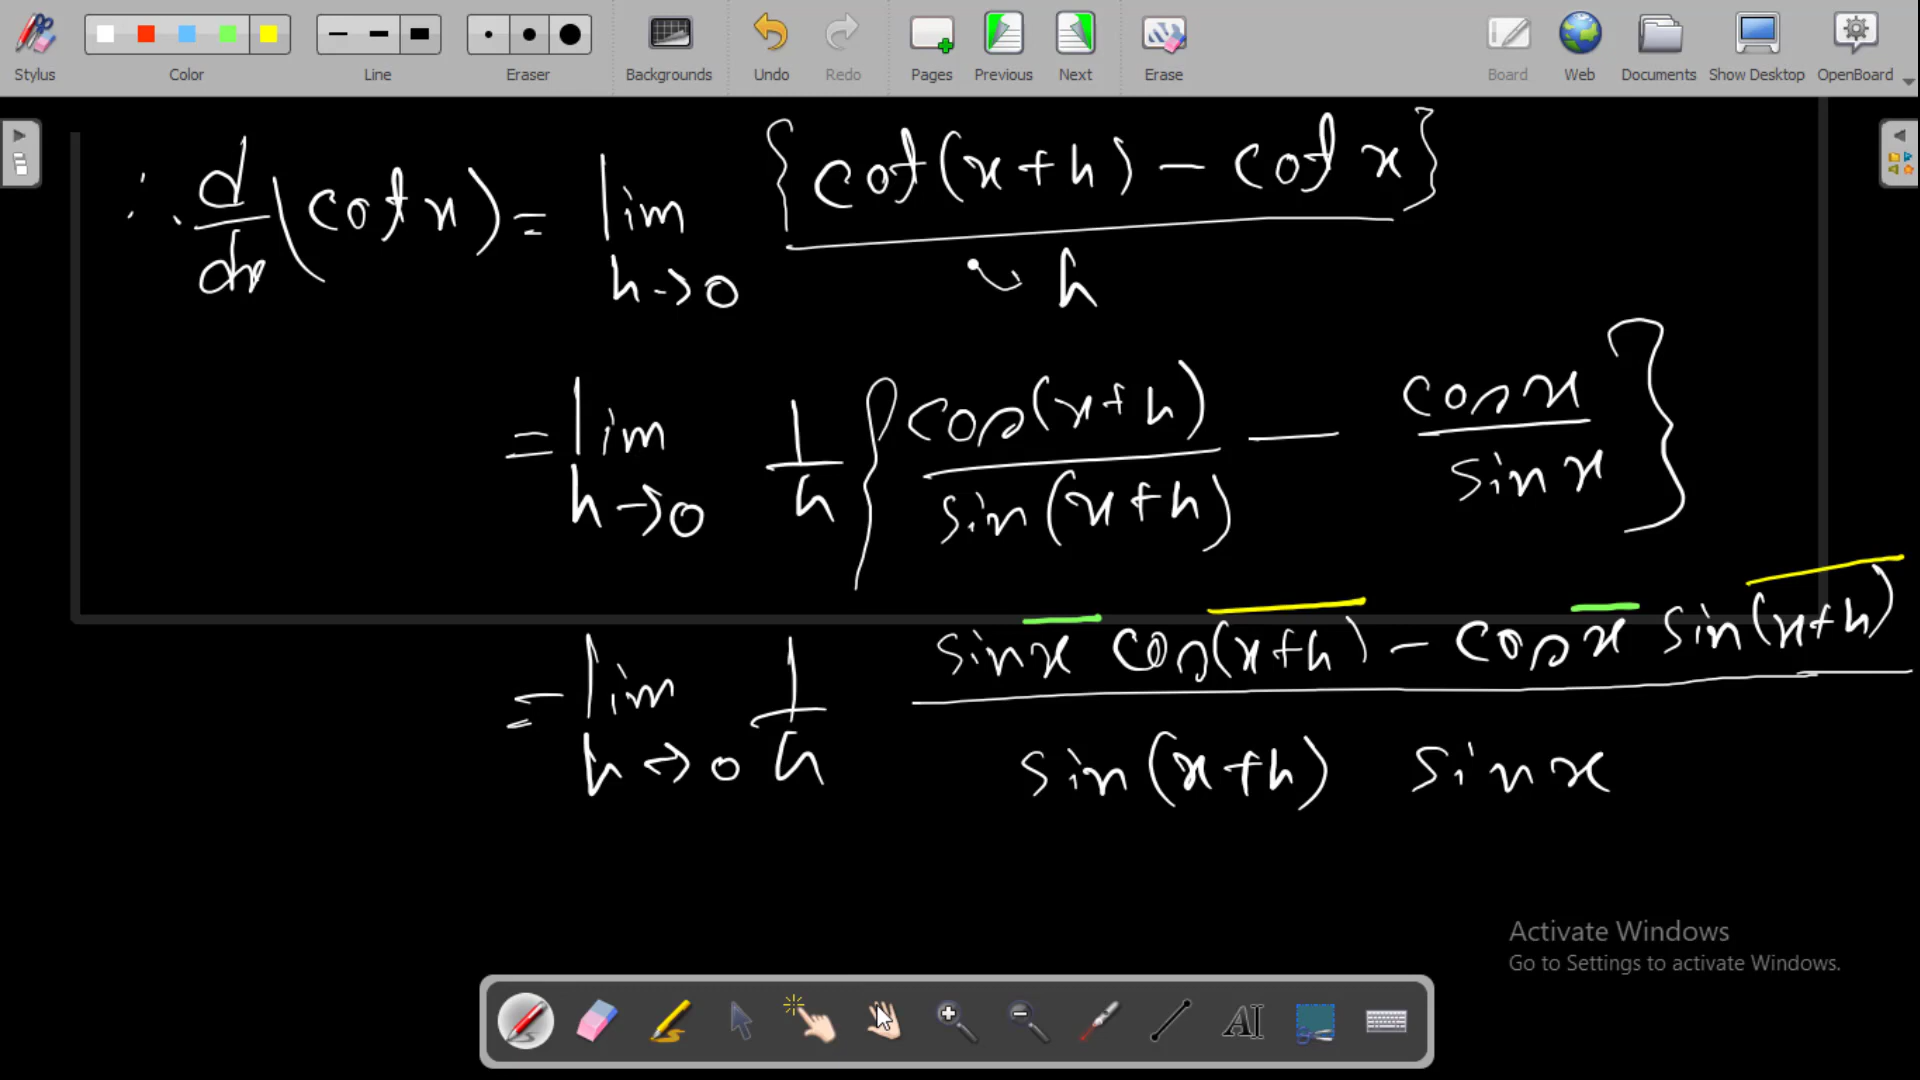 Stylus Color Line Eraser Backgrounds Undo Redo Pages Previous Next Erase Board Web Documents Show Desktop OpenBoard
∴ d/dx (cot x) = lim h→0 {cot(x+h) − cot x} / h
= lim h→0 1/h { cos(x+h) / sin(x+h) − cos x / sin x }
= lim h→0 1/h (sin x cos(x+h) − cos x sin(x+h)) / (sin(x+h) sin x)
Activate Windows
Go to Settings to activate Windows.